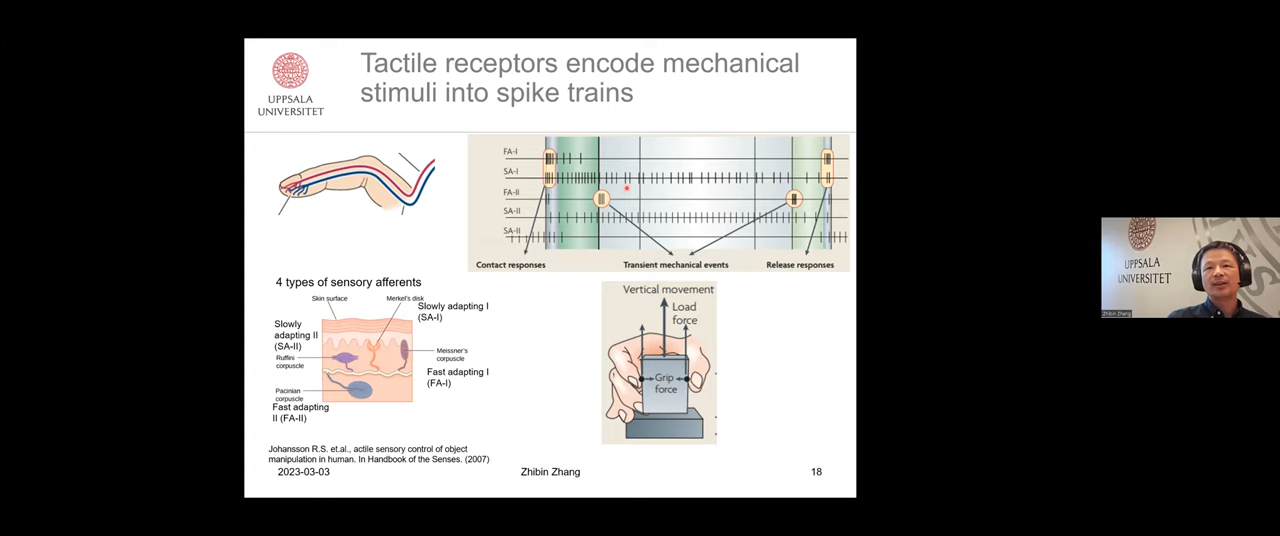 UPPSALA
UNIVERSITET
Tactile receptors encode mechanical
stimuli into spike trains
FA-I
SA-I
FA-II
SA-II
SA-II
Contact responses
Transient mechanical events
Release responses
4 types of sensory afferents
Skin surface
Merkel's disk
Slowly adapting I
(SA-I)
Slowly
adapting II
(SA-II)
Ruffini
corpuscle
Meissner's
corpuscle
Fast adapting I
(FA-I)
Pacinian
corpuscle
Fast adapting
II (FA-II)
Vertical movement
Load
force
Grip
force
Johansson R.S. et.al., actile sensory control of object
manipulation in human. In Handbook of the Senses. (2007)
2023-03-03
Zhibin Zhang
18
UPPSALA
UNIVERSITET
Zhibin Zhang